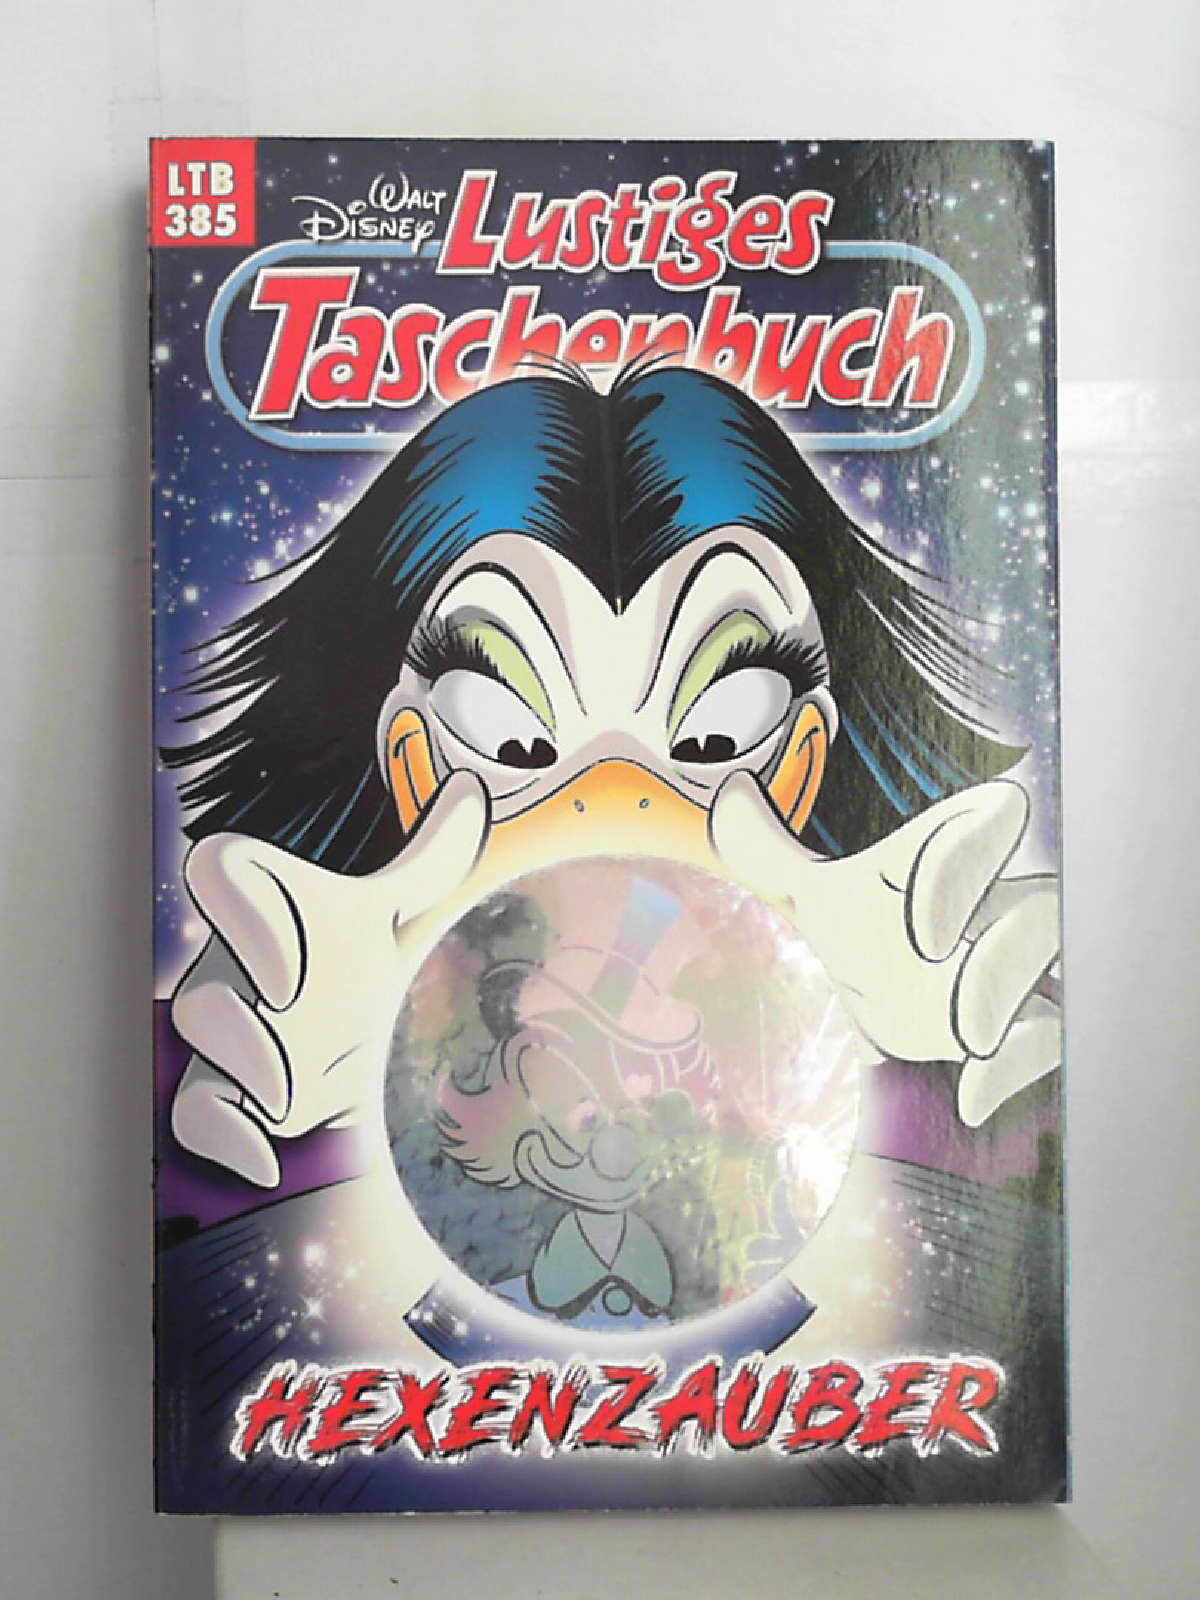 LTB
385
WALT
DISNEY
Lustiges
Taschenbuch
HEXENZAUBER